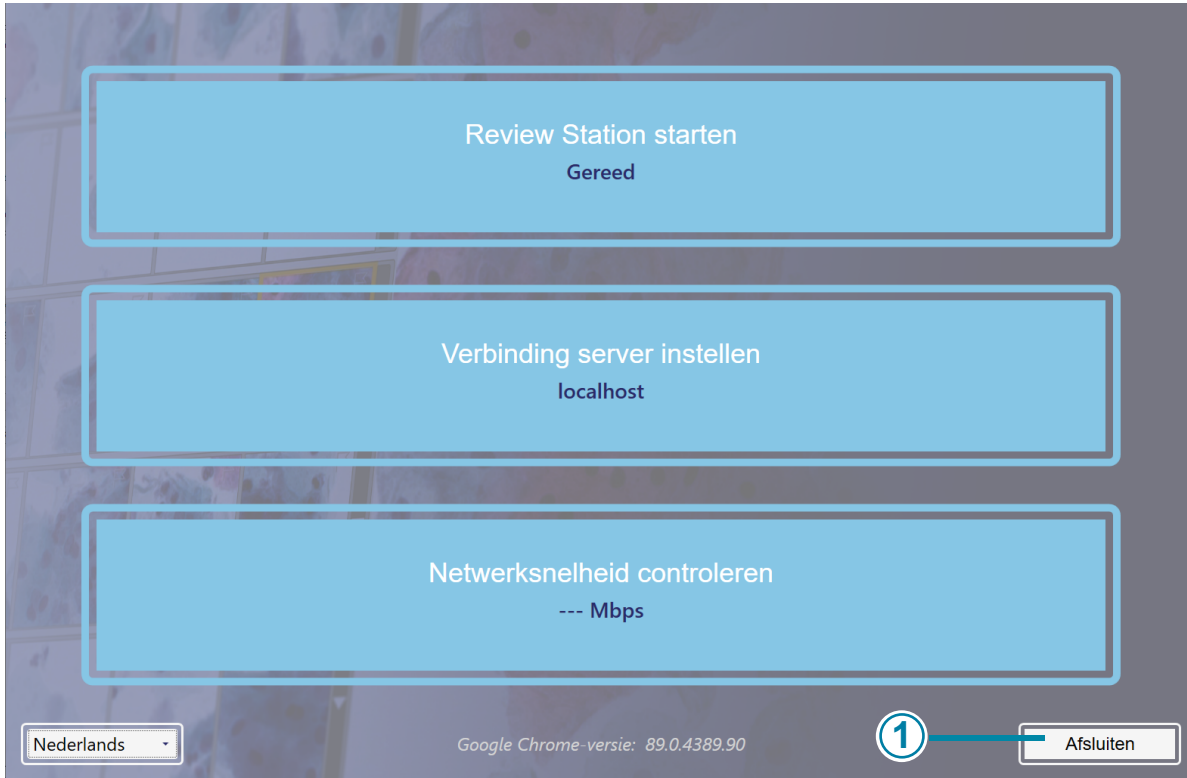 Review Station starten
Gereed
Verbinding server instellen
localhost
Netwerksnelheid controleren
--- Mbps
Nederlands
Google Chrome-versie: 89.0.4389.90
1
Afsluiten